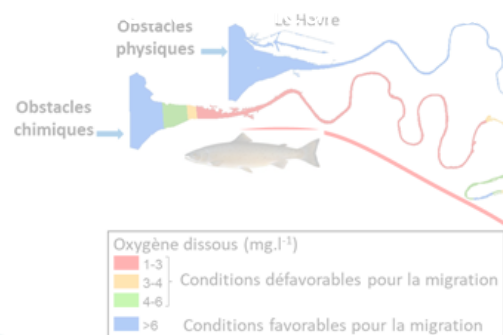 Obstacles
Le Havre
physiques
Obstacles
chimiques
Oxygène dissous (mg.l⁻¹)
1-3
3-4
Conditions défavorables pour la migration
4-6
>6 Conditions favorables pour la migration